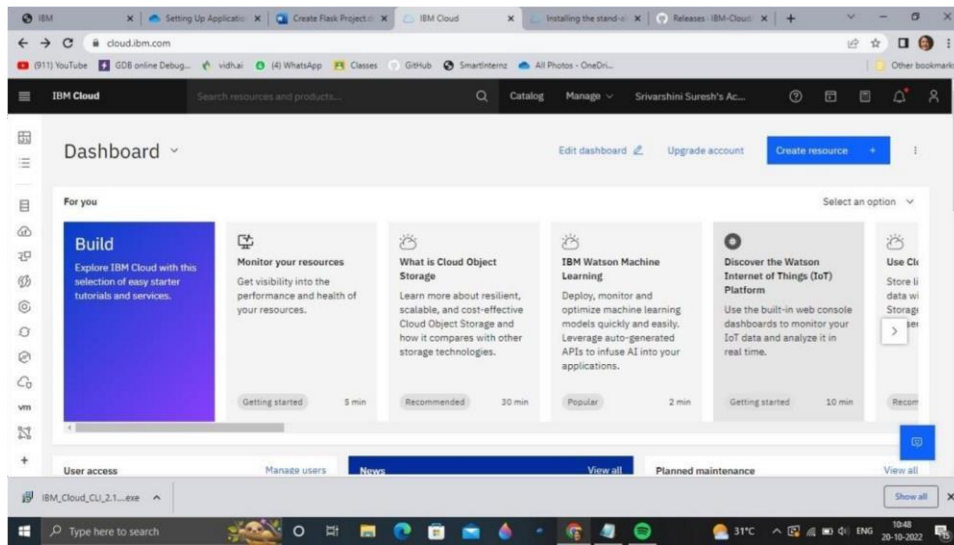 IBM
Setting Up Applicatio
Create Flask Project.d
IBM Cloud
Installing the stand-a
Releases · IBM-Cloud
cloud.ibm.com
(911) YouTube
GDB online Debug...
vidh.ai
(4) WhatsApp
Classes
GitHub
Smartinternz
All Photos - OneDri...
Other bookmarks
IBM Cloud
Search resources and products...
Catalog
Manage
Srivarshini Suresh's Ac...
Dashboard
Edit dashboard
Upgrade account
Create resource +
For you
Select an option
Build
Explore IBM Cloud with this
selection of easy starter
tutorials and services.
Monitor your resources
Get visibility into the
performance and health of
your resources.
Getting started
5 min
What is Cloud Object
Storage
Learn more about resilient,
scalable, and cost-effective
Cloud Object Storage and
how it compares with other
storage technologies.
Recommended
30 min
IBM Watson Machine
Learning
Deploy, monitor and
optimize machine learning
models quickly and easily.
Leverage auto-generated
APIs to infuse AI into your
applications.
Popular
2 min
Discover the Watson
Internet of Things (IoT)
Platform
Use the built-in web console
dashboards to monitor your
IoT data and analyze it in
real time.
Getting started
10 min
Use Clo
Store li
data wi
Storage
Recom
vm
User access
Manage users
News
View all
Planned maintenance
View all
IBM_Cloud_CLI_2.1....exe
Show all
Type here to search
31°C
ENG
10:48
20-10-2022